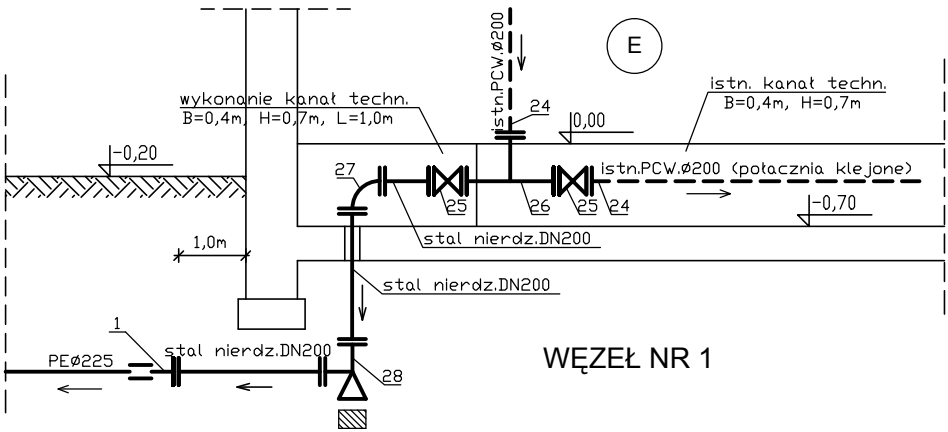 E
istn.PCW.Ø200
24
istn. kanał techn.
B=0,4m, H=0,7m
wykonanie kanał techn.
B=0,4m, H=0,7m, L=1,0m
0,00
-0,20
istn.PCW.Ø200 (połacznia klejone)
27
25
26
25
24
-0,70
stal nierdz.DN200
1,0m
stal nierdz.DN200
1
stal nierdz.DN200
PEØ225
28
WĘZEŁ NR 1